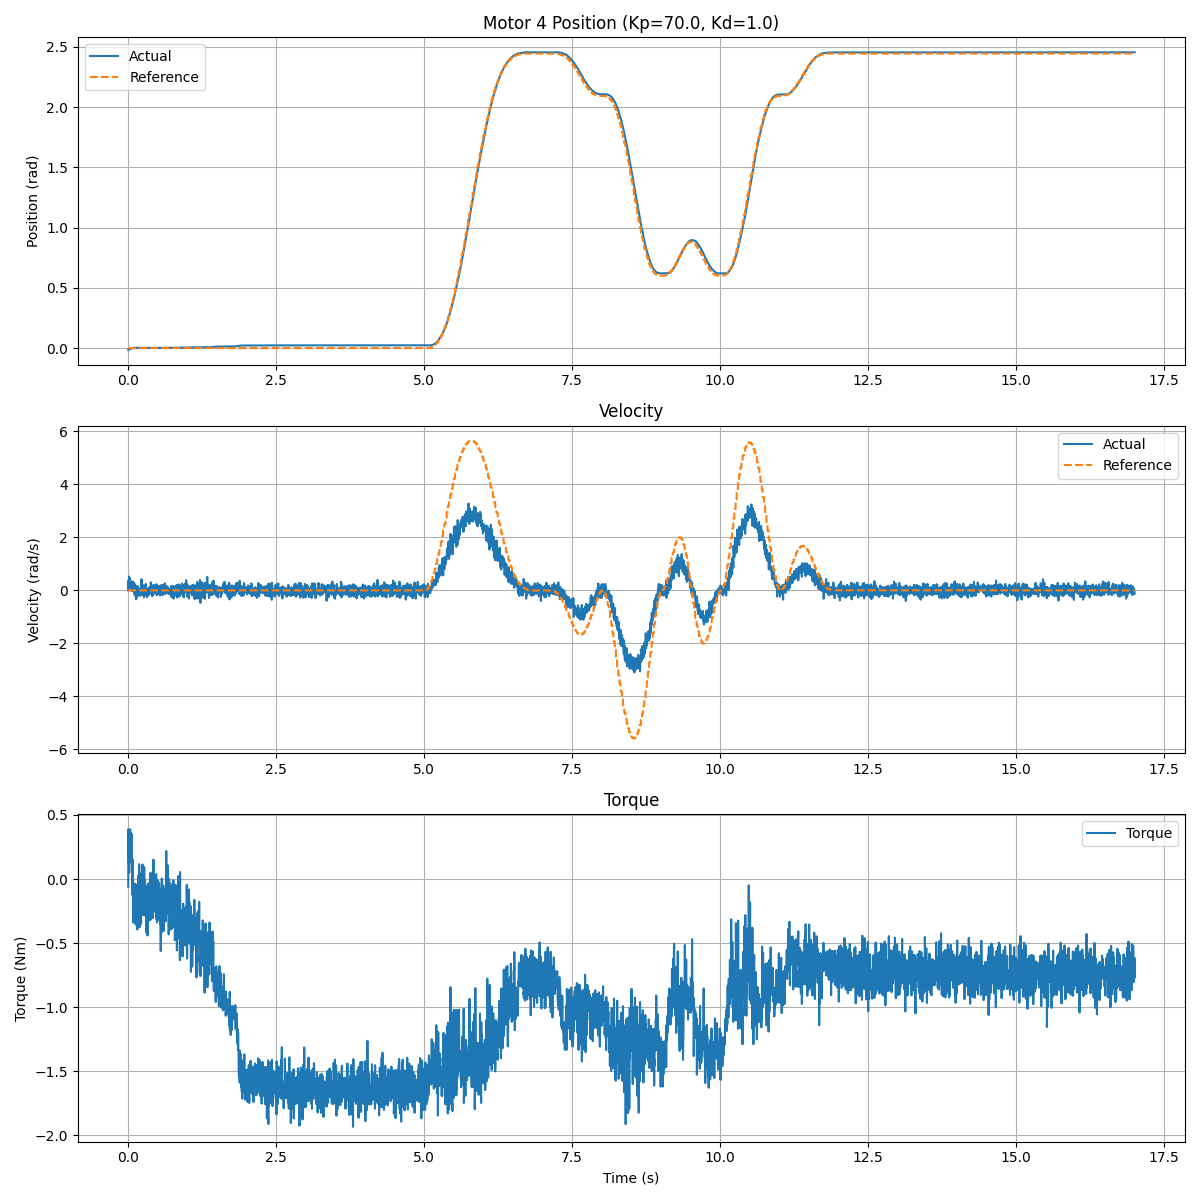 Motor 4 Position (Kp=70.0, Kd=1.0)
Actual
Reference
Position (rad)
2.5
2.0
1.5
1.0
0.5
0.0
0.0 2.5 5.0 7.5 10.0 12.5 15.0 17.5
Velocity
Actual
Reference
Velocity (rad/s)
6
4
2
0
−2
−4
−6
0.0 2.5 5.0 7.5 10.0 12.5 15.0 17.5
Torque
Torque
Torque (Nm)
0.5
0.0
−0.5
−1.0
−1.5
−2.0
0.0 2.5 5.0 7.5 10.0 12.5 15.0 17.5
Time (s)